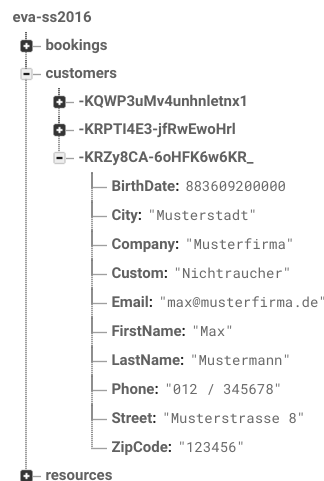 eva-ss2016
bookings
customers
-KQWP3uMv4unhnletnx1
-KRPTI4E3-jfRwEwoHrl
-KRZy8CA-6oHFK6w6KR_
BirthDate: 883609200000
City: "Musterstadt"
Company: "Musterfirma"
Custom: "Nichtraucher"
Email: "max@musterfirma.de"
FirstName: "Max"
LastName: "Mustermann"
Phone: "012 / 345678"
Street: "Musterstrasse 8"
ZipCode: "123456"
resources